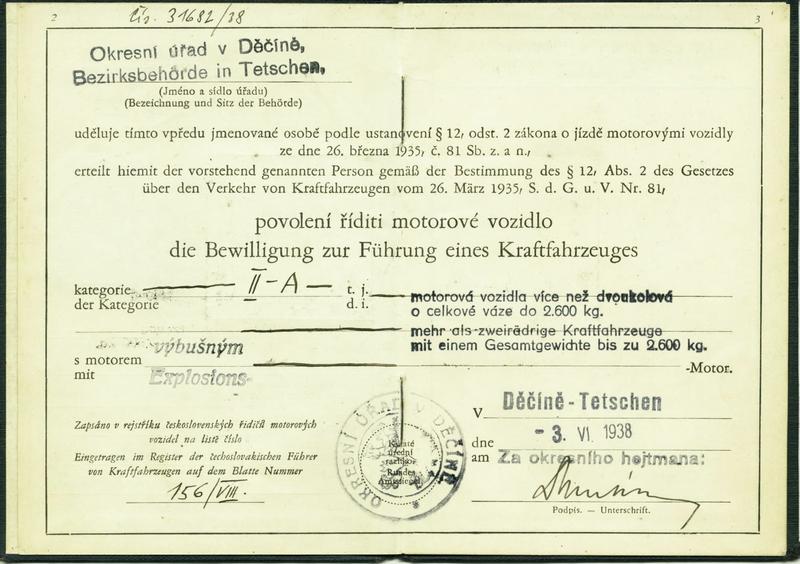 2
čís. 31682/38
3
Okresní úřad v Děčíně,
Bezirksbehörde in Tetschen,
(Jméno a sídlo úřadu)
(Bezeichnung und Sitz der Behörde)
uděluje tímto vpředu jmenované osobě podle ustanovení § 12, odst. 2 zákona o jízdě motorovými vozidly
ze dne 26. března 1935, č. 81 Sb. z. a n.,
erteilt hiemit der vorstehend genannten Person gemäß der Bestimmung des § 12, Abs. 2 des Gesetzes
über den Verkehr von Kraftfahrzeugen vom 26. März 1935, S. d. G. u. V. Nr. 81,
povolení říditi motorové vozidlo
die Bewilligung zur Führung eines Kraftfahrzeuges
kategorie II-A t. j. motorová vozidla více než dvoukolová
der Kategorie d. i. o celkové váze do 2.600 kg.
mehr als zweirädrige Kraftfahrzeuge
mit einem Gesamtgewichte bis zu 2.600 kg.
s motorem výbušným
mit Explosions- -Motor.
V Děčíně-Tetschen
dne - 3. VI 1938
am Za okresního hejtmana:
Podpis. — Unterschrift.
Zapsáno v rejstříku československých řidičů motorových
vozidel na listě číslo
Eingetragen im Register der tschechoslovakischen Führer
von Kraftfahrzeugen auf dem Blatte Nummer
156/VIII.
OKRESNÍ ÚŘAD V DĚČÍNĚ
Kulaté
úřední
razítko
Rundes
Amtssiegel